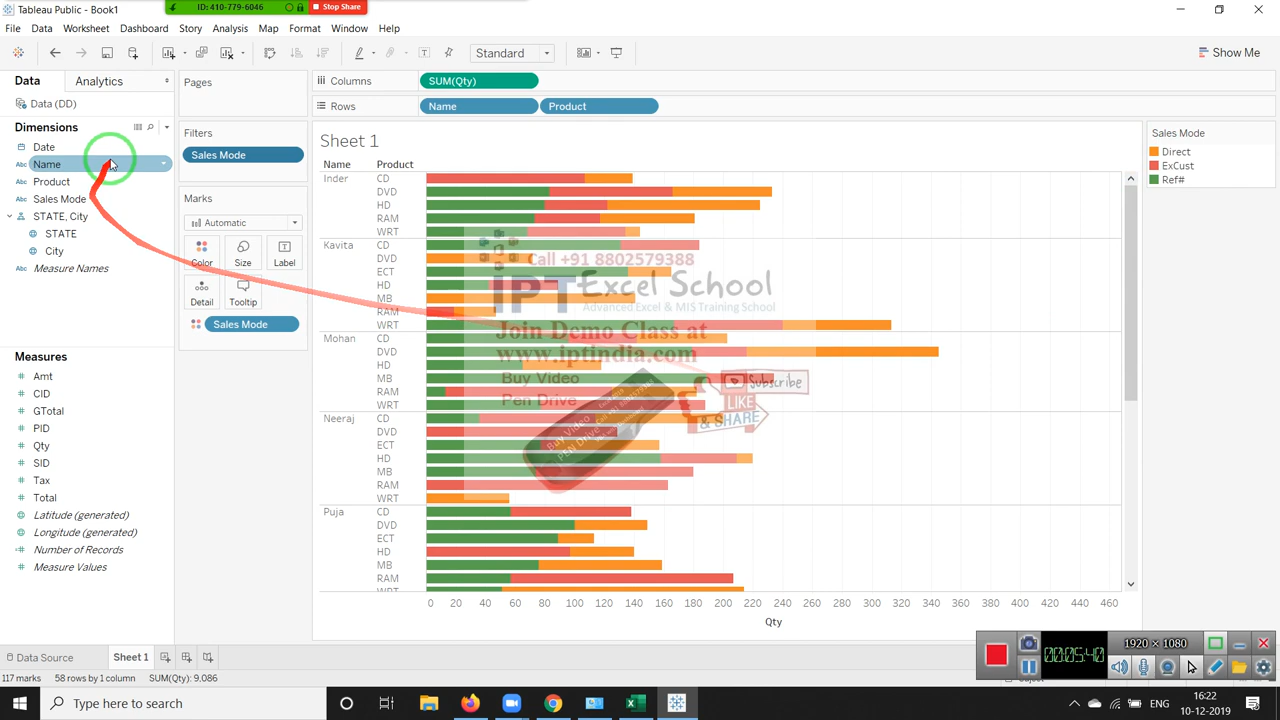 Tableau Public - Book1
ID: 410-779-6046
Stop Share
File Data Worksheet Dashboard Story Analysis Map Format Window Help
Standard
Show Me
Data Analytics
Pages
Columns
SUM(Qty)
Data (DD)
Rows
Name Product
Dimensions
Filters
Sales Mode
Date
Name
Product
Sales Mode
STATE, City
STATE
City
Measure Names
Marks
Automatic
Color Size Label
Detail Tooltip
Sales Mode
Measures
Amt
CID
GTotal
PID
Qty
SID
Tax
Total
Latitude (generated)
Longitude (generated)
Number of Records
Measure Values
Sheet 1
Name Product
Inder CD
DVD
HD
RAM
WRT
Kavita CD
DVD
ECT
HD
MB
RAM
WRT
Mohan CD
DVD
HD
MB
RAM
WRT
Neeraj CD
DVD
ECT
HD
MB
RAM
WRT
Puja CD
DVD
ECT
HD
MB
RAM
WRT
0 20 40 60 80 100 120 140 160 180 200 220 240 260 280 300 320 340 360 380 400 420 440 460
Qty
Call +91 8802579388
iPT Excel School
Advanced Excel & MIS Training School
Join Demo Class at
www.iptindia.com
Buy Video
Pen Drive
Subscribe
LIKE
& SHARE
Buy Video
PEN Drive
Sales Mode
Direct
ExCust
Ref#
Data Source Sheet 1
117 marks 58 rows by 1 column SUM(Qty): 9,086
1920 × 1080
00:05:40
Type here to search
ENG
16:22
10-12-2019